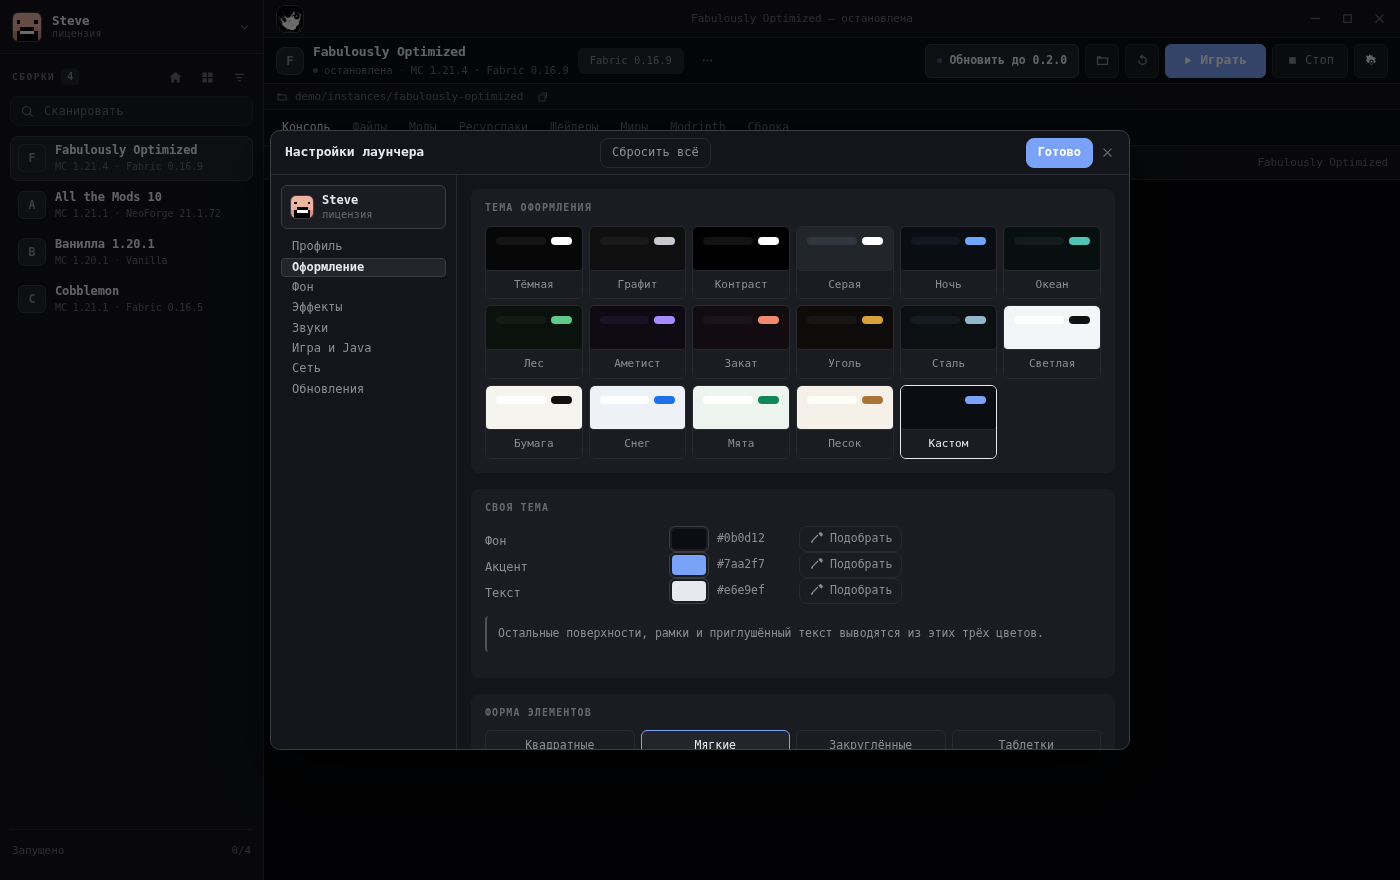 Steve
лицензия
СБОРКИ 4
Сканировать
F Fabulously Optimized
MC 1.21.4 · Fabric 0.16.9
A All the Mods 10
MC 1.21.1 · NeoForge 21.1.72
В Ванилла 1.20.1
MC 1.20.1 · Vanilla
C Cobblemon
MC 1.21.1 · Fabric 0.16.5
Запущено 0/4
Fabulously Optimized — остановлена
F Fabulously Optimized
остановлена · MC 1.21.4 · Fabric 0.16.9
Fabric 0.16.9
Обновить до 0.2.0
Играть
Стоп
demo/instances/fabulously-optimized
Консоль Файлы Моды Ресурспаки Шейдеры Миры Modrinth Сборка
Fabulously Optimized
Настройки лаунчера
Сбросить всё
Готово
Steve
лицензия
Профиль
Оформление
Фон
Эффекты
Звуки
Игра и Java
Сеть
Обновления
ТЕМА ОФОРМЛЕНИЯ
Тёмная Графит Контраст Серая Ночь Океан
Лес Аметист Закат Уголь Сталь Светлая
Бумага Снег Мята Песок Кастом
СВОЯ ТЕМА
Фон #0b0d12 Подобрать
Акцент #7aa2f7 Подобрать
Текст #e6e9ef Подобрать
Остальные поверхности, рамки и приглушённый текст выводятся из этих трёх цветов.
ФОРМА ЭЛЕМЕНТОВ
Квадратные Мягкие Закруглённые Таблетки